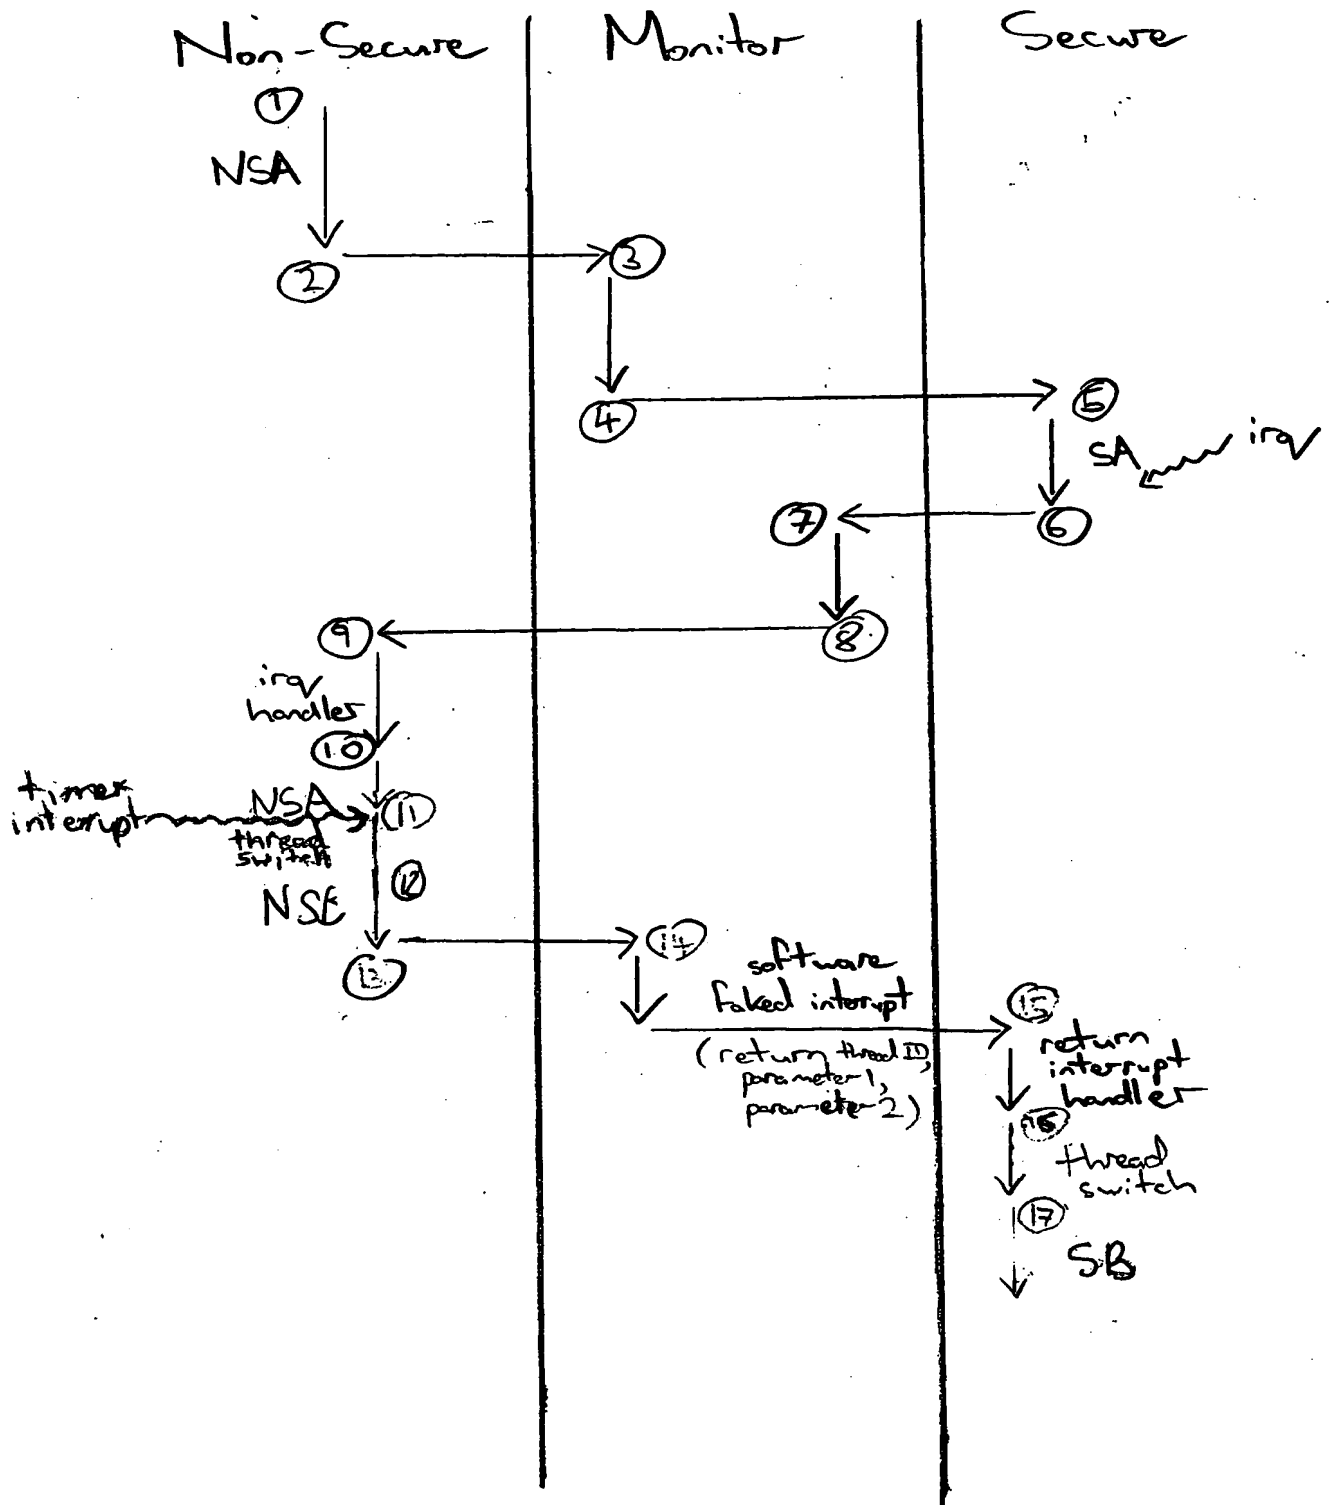 Non-Secure
Monitor
Secure
1
NSA
2
3
4
5
SA
irq
6
7
8
9
irq
handler
10
timer
interrupt
NSA
11
thread
switch
12
13
14
software
faked interrupt
(return thread ID,
parameter 1,
parameter 2)
15
return
interrupt
handler
16
thread
switch
17
SB